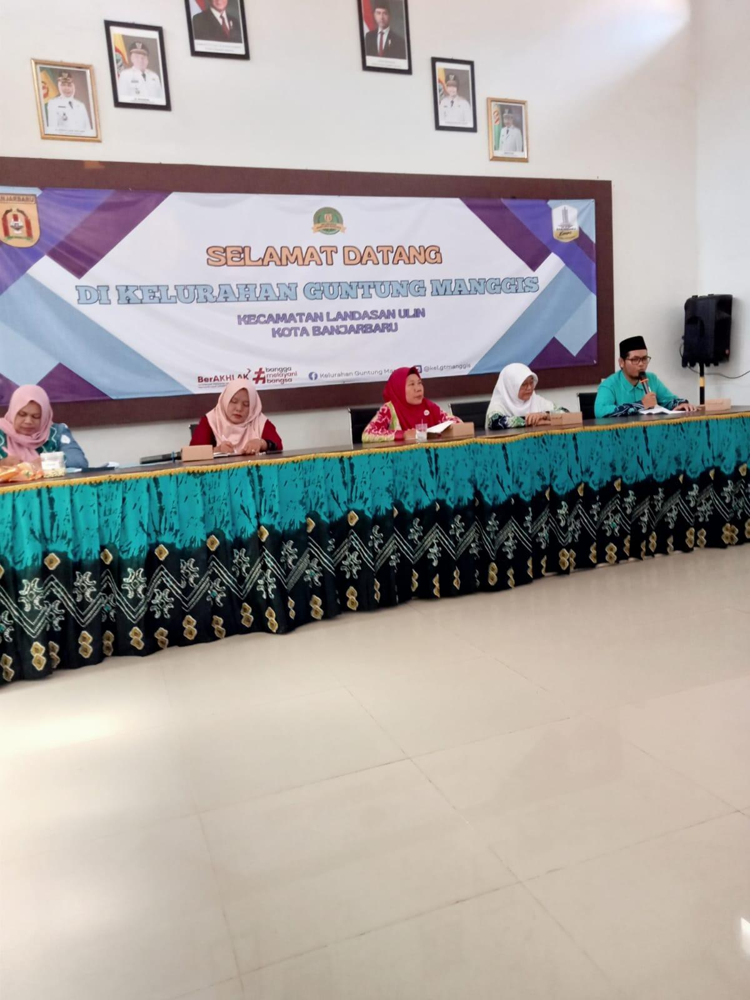 SELAMAT DATANG
DI KELURAHAN GUNTUNG MANGGIS
KECAMATAN LANDASAN ULIN
KOTA BANJARBARU
BerAKHLAK
#bangga
melayani
bangsa
Kelurahan Guntung
@kel.gtmanggis
BANJARBARU